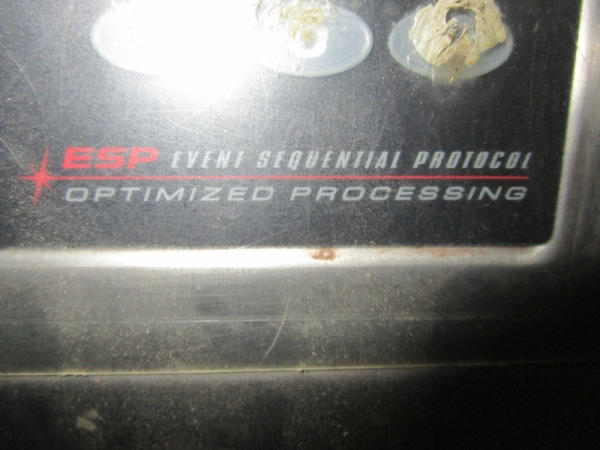 ESP EVENT SEQUENTIAL PROTOCOL
OPTIMIZED PROCESSING